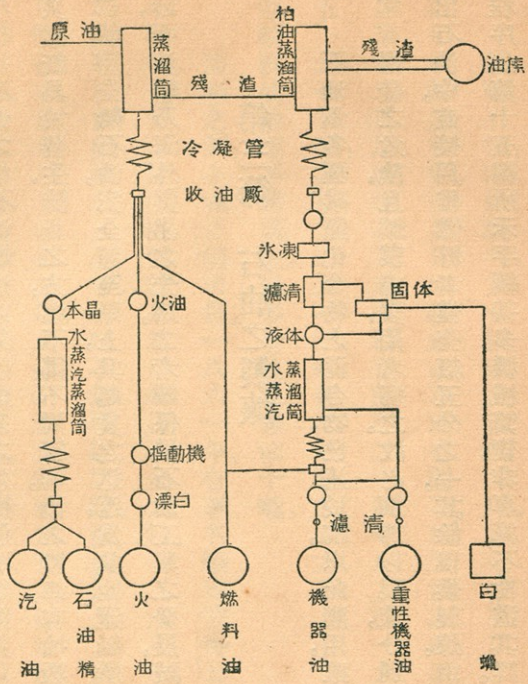 原油
蒸溜筒
殘渣
柏油蒸溜筒
殘渣
油庫
冷凝管
收油廠
氷凍
濾清
固体
本晶
火油
液体
水蒸汽蒸溜筒
水蒸汽
蒸溜筒
摇動機
漂白
濾清
汽油
石油精
火油
燃料油
機器油
重性機器油
白蠟